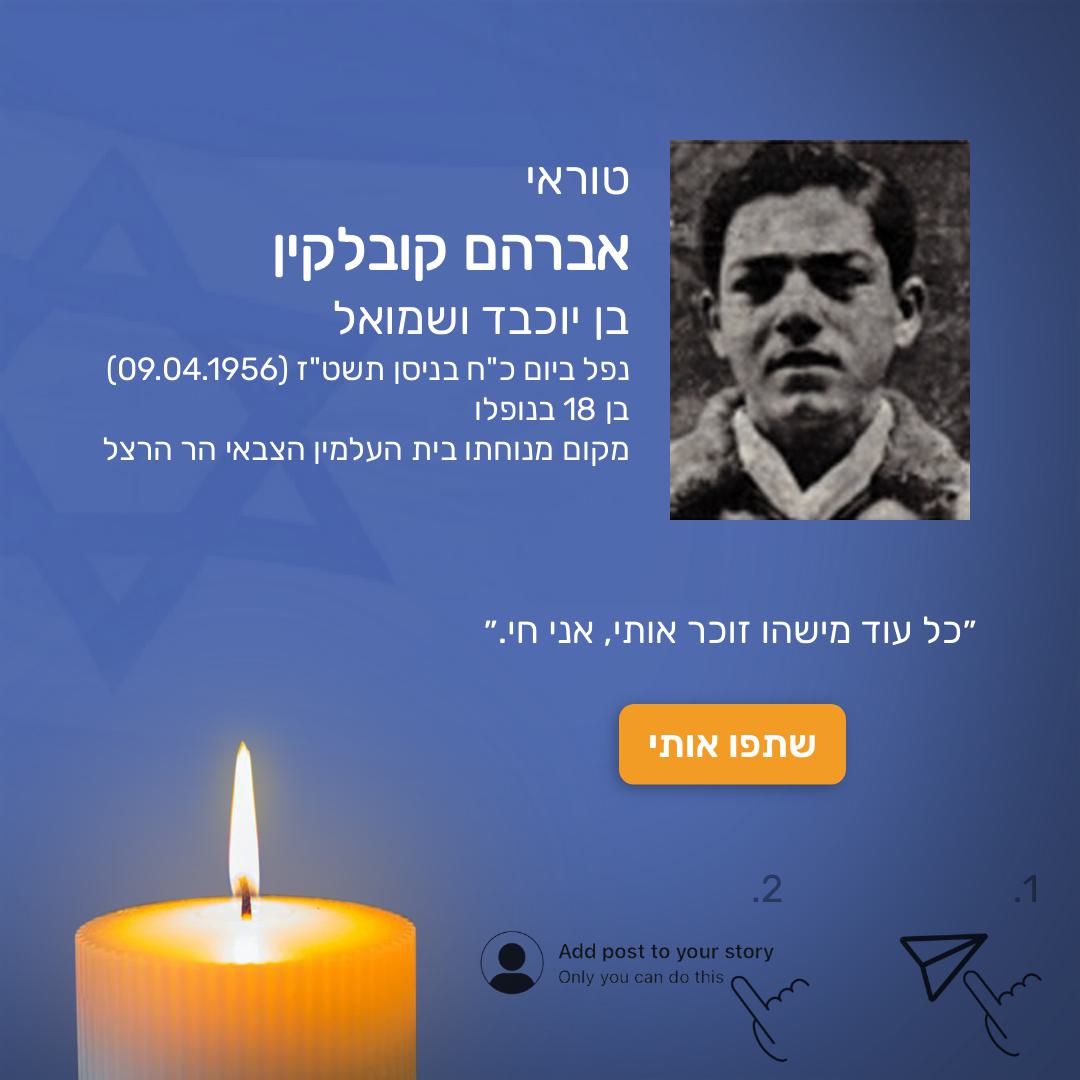 טוראי
אברהם קובלקין
בן יוכבד ושמואל
נפל ביום כ"ח בניסן תשט"ז (09.04.1956)
בן 18 בנופלו
מקום מנוחתו בית העלמין הצבאי הר הרצל
״כל עוד מישהו זוכר אותי, אני חי.״
שתפו אותי
1.
2.
Add post to your story
Only you can do this